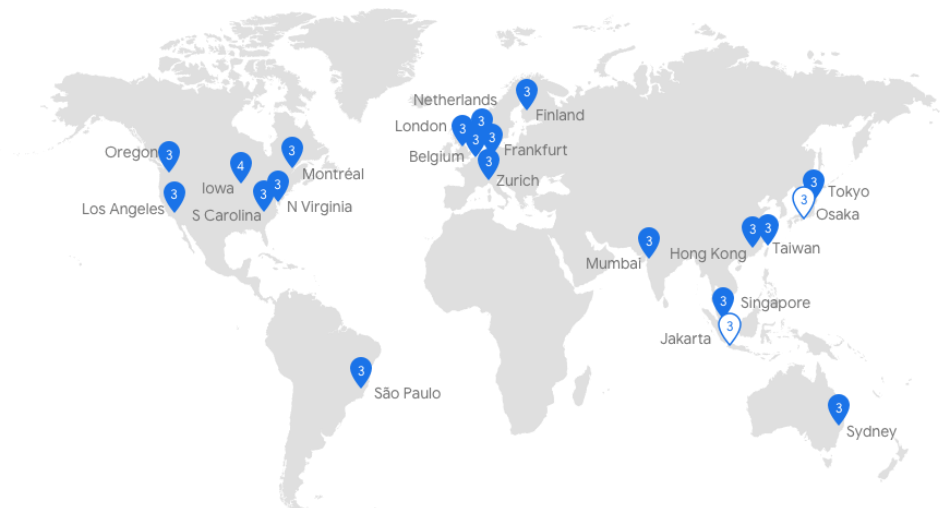 3
Netherlands
3
Finland
London
3
3
3
Belgium
Frankfurt
3
Zurich
Oregon
3
4
Iowa
3
Montréal
Los Angeles
3
S Carolina
3
3
N Virginia
3
Tokyo
3
Osaka
Mumbai
3
Hong Kong
3
3
Taiwan
3
Singapore
Jakarta
3
3
São Paulo
3
Sydney